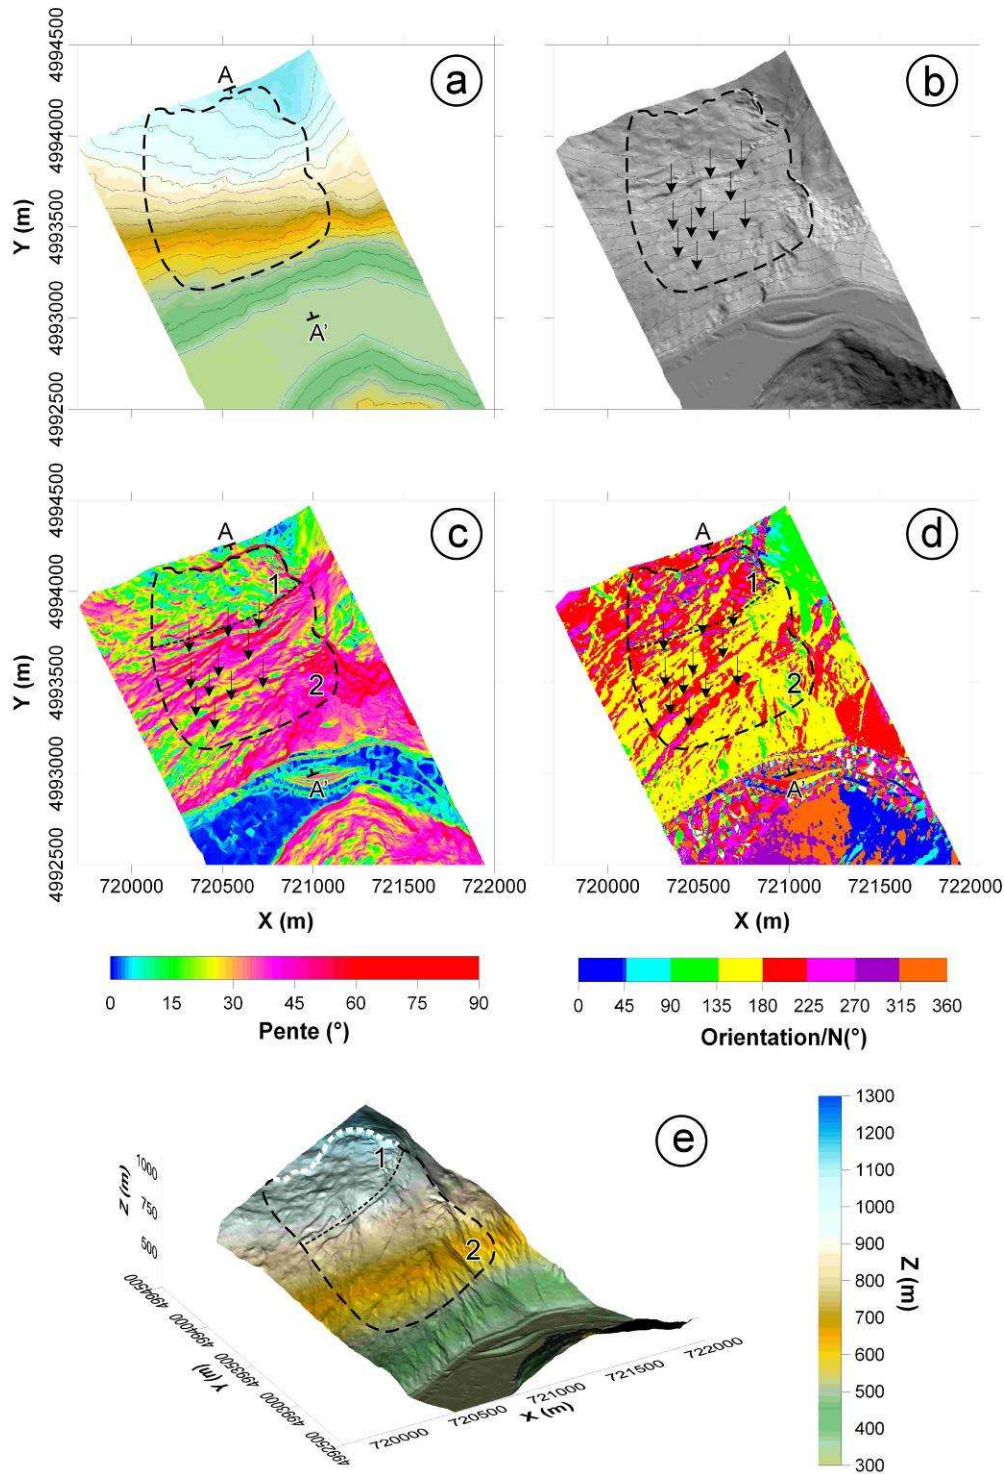 4994500
4994000
4993500
4993000
4992500
Y (m)
A
A'
a
b
4994500
4994000
4993500
4993000
4992500
Y (m)
A
1
2
A'
c
A
1
2
A'
d
720000 720500 721000 721500 722000
X (m)
720000 720500 721000 721500 722000
X (m)
0 15 30 45 60 75 90
Pente (°)
0 45 90 135 180 225 270 315 360
Orientation/N(°)
e
1
2
1000
750
500
Z (m)
4994500
4994000
4993500
4993000
4992500
Y (m)
720000 720500 721000 721500 722000
X (m)
1300
1200
1100
1000
900
800
700
600
500
400
300
Z (m)